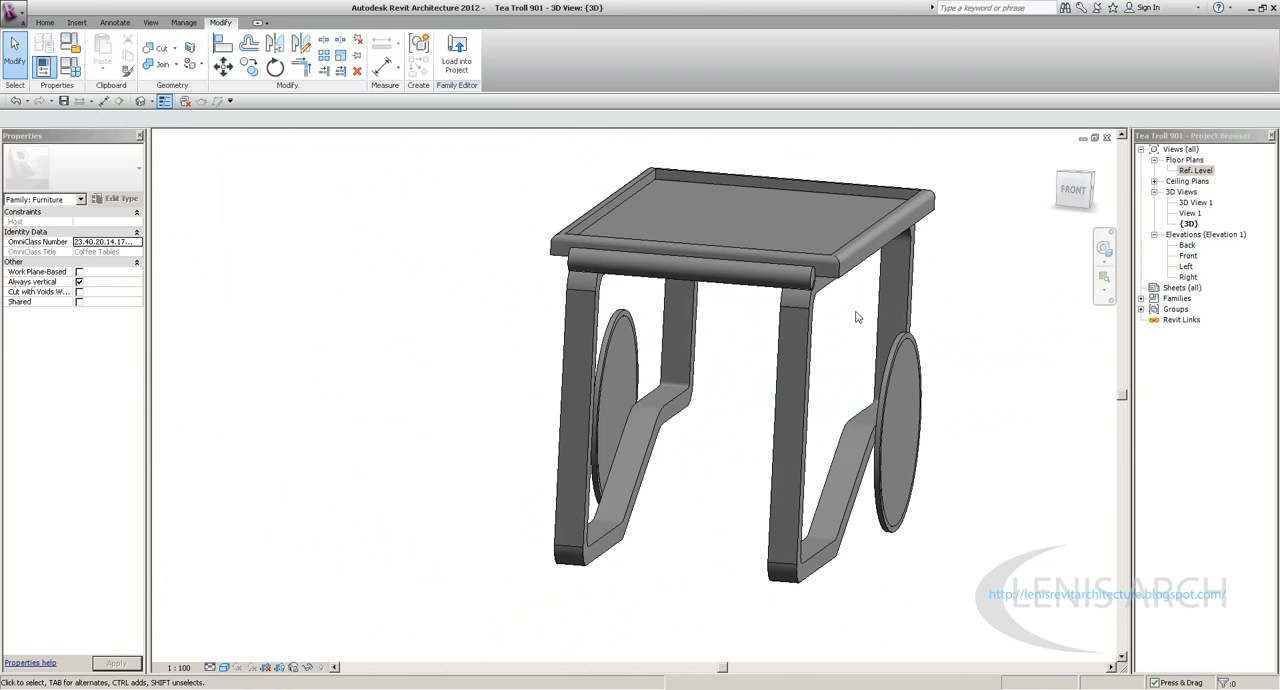 Autodesk Revit Architecture 2012 - Tea Troll 901 - 3D View: {3D}
Type a keyword or phrase
Sign In
Home Insert Annotate View Manage Modify
Modify
Paste
Cut
Join
Load into
Project
Select
Properties
Clipboard
Geometry
Modify
Measure
Create
Family Editor
Properties
Family: Furniture
Edit Type
Constraints
Host
Identity Data
OmniClass Number 23.40.20.14.17...
OmniClass Title Coffee Tables
Other
Work Plane-Based
Always vertical
Cut with Voids W...
Shared
Properties help
Apply
FRONT
Tea Troll 901 - Project Browser
Views (all)
Floor Plans
Ref. Level
Ceiling Plans
3D Views
3D View 1
View 1
{3D}
Elevations (Elevation 1)
Back
Front
Left
Right
Sheets (all)
Families
Groups
Revit Links
LENIS ARCH
http://lenisrevitarchitecture.blogspot.com/
1 : 100
Click to select, TAB for alternates, CTRL adds, SHIFT unselects.
Press & Drag
:0